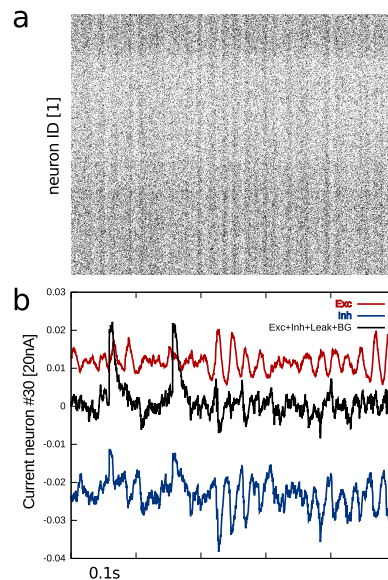 a
neuron ID [1]
b
Current neuron #30 [20nA]
0.03
0.02
0.01
0
-0.01
-0.02
-0.03
-0.04
Exc
Inh
Exc+Inh+Leak+BG
0.1s